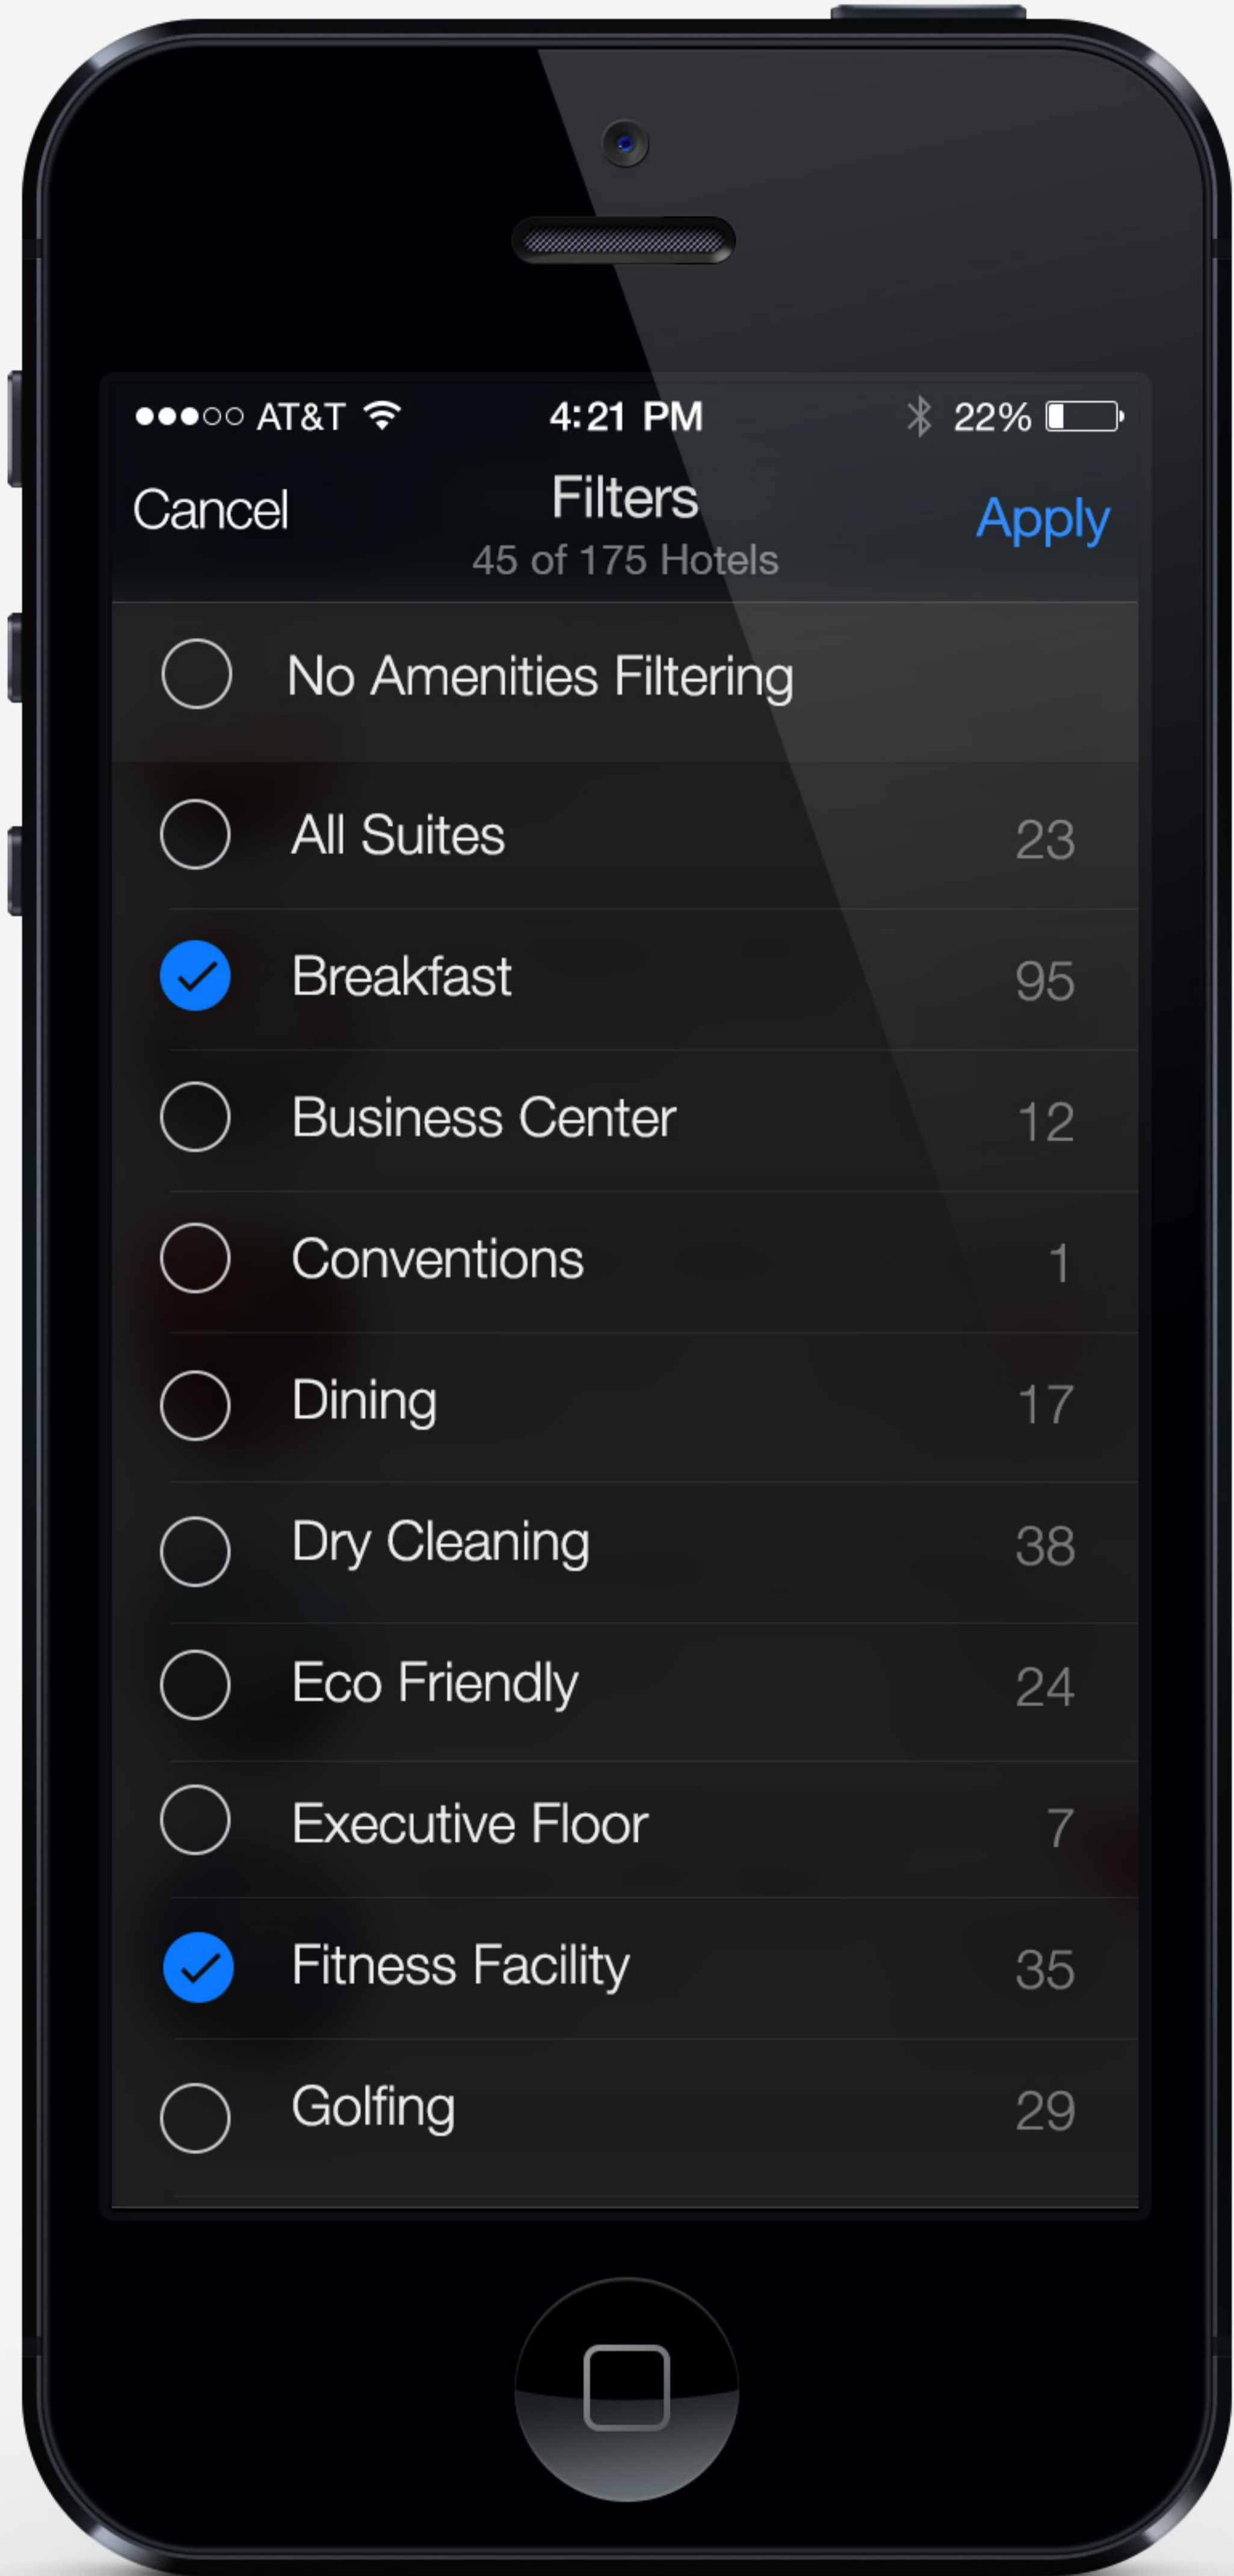 AT&T 4:21 PM 22%
Cancel Filters Apply
45 of 175 Hotels
No Amenities Filtering
All Suites 23
Breakfast 95
Business Center 12
Conventions 1
Dining 17
Dry Cleaning 38
Eco Friendly 24
Executive Floor 7
Fitness Facility 35
Golfing 29